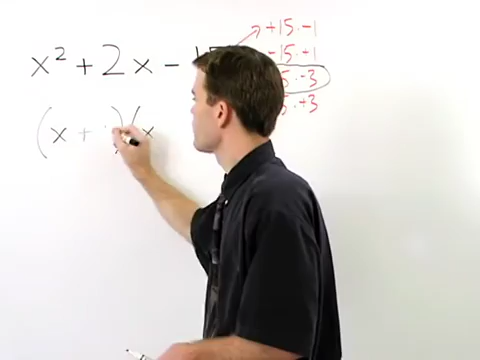 x² + 2x - 15
+15 · -1
-15 · +1
5 · -3
5 · +3
(x + ) (x